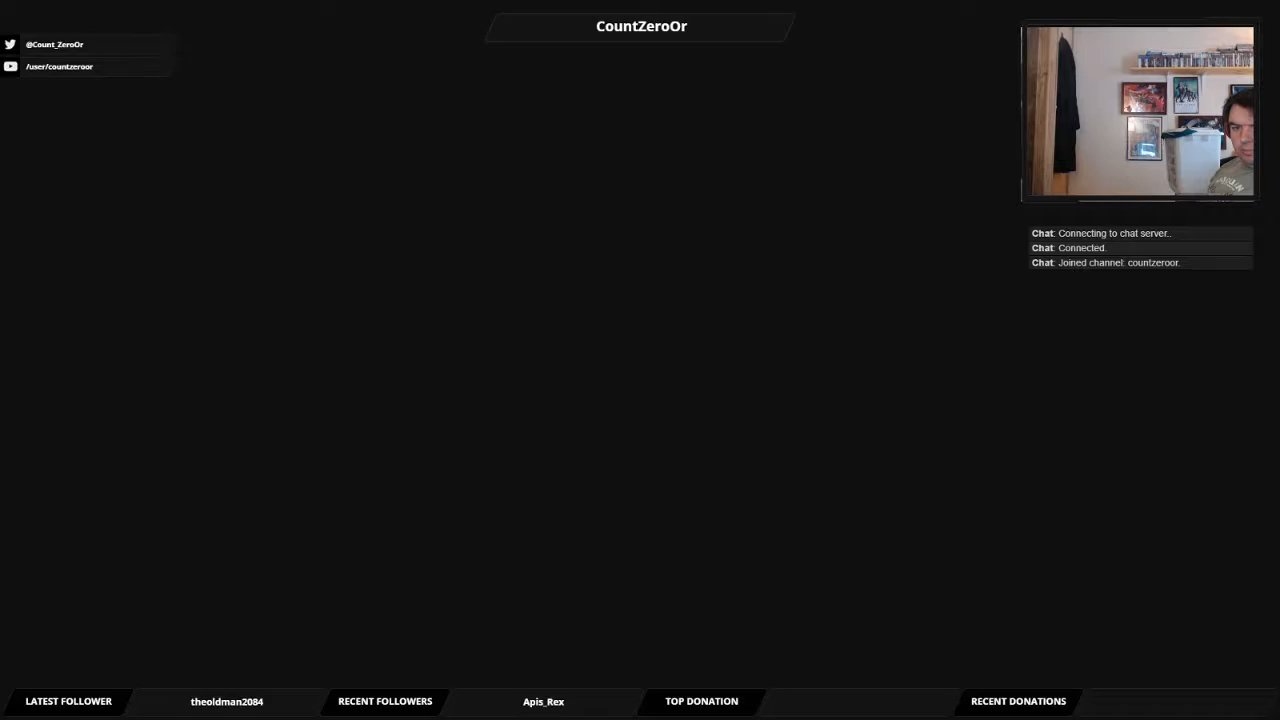 CountZeroOr
@Count_ZeroOr
/user/countzeroor
Chat: Connecting to chat server..
Chat: Connected.
Chat: Joined channel: countzeroor.
LATEST FOLLOWER
theoldman2084
RECENT FOLLOWERS
Apis_Rex
TOP DONATION
RECENT DONATIONS